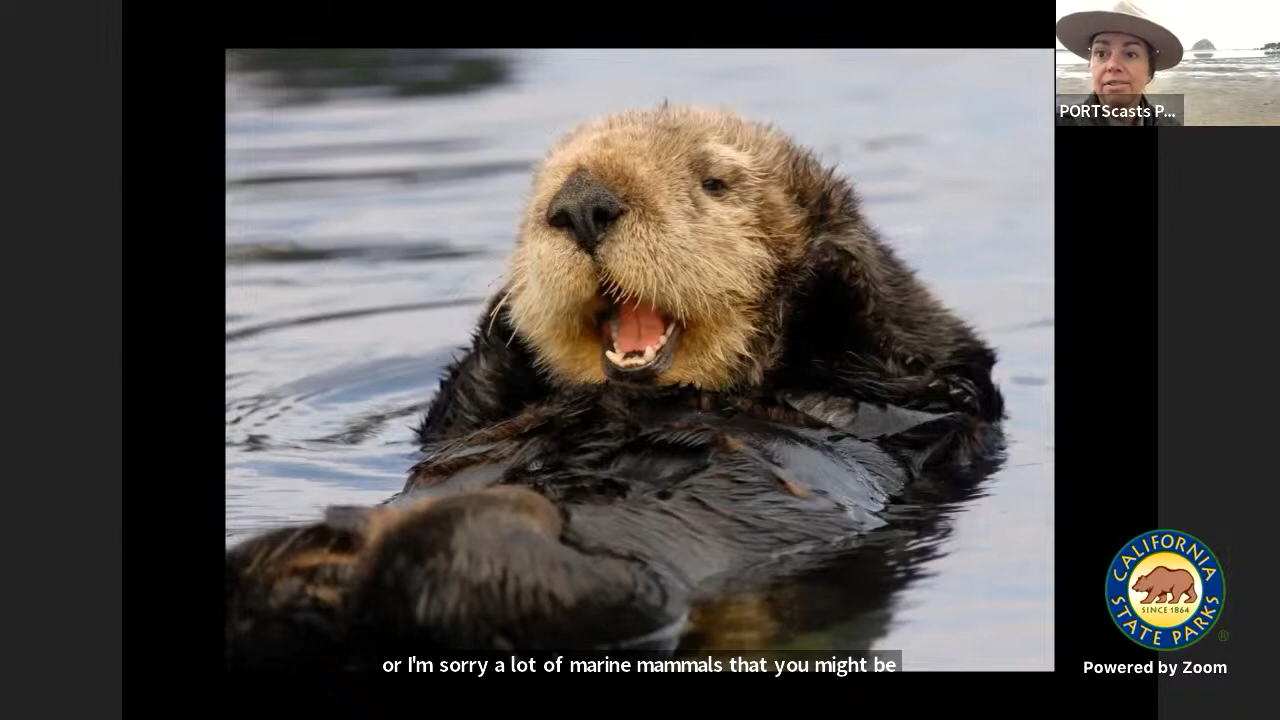 PORTScasts P...
CALIFORNIA
SINCE 1864
STATE PARKS
®
or I'm sorry a lot of marine mammals that you might be
Powered by Zoom